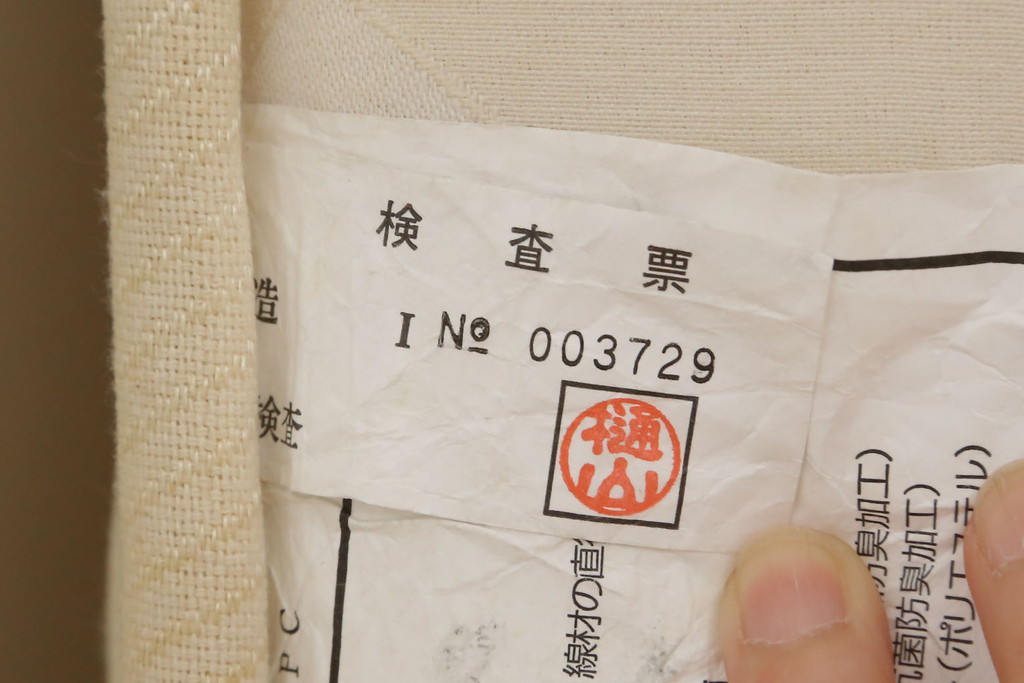 検査票
I № 003729
樋山
造
検査
P C
線材の直
防臭加工)
抗菌防臭加工)
(ポリエステル)